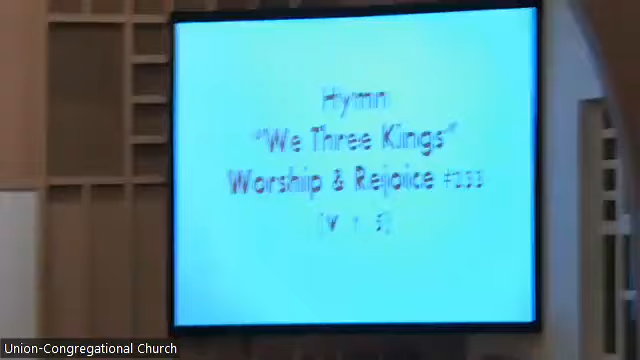 Hymn
"We Three Kings"
Worship & Rejoice
Union-Congregational Church